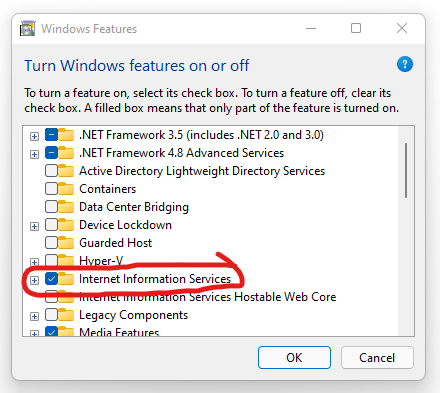 Windows Features
Turn Windows features on or off
To turn a feature on, select its check box. To turn a feature off, clear its
check box. A filled box means that only part of the feature is turned on.
.NET Framework 3.5 (includes .NET 2.0 and 3.0)
.NET Framework 4.8 Advanced Services
Active Directory Lightweight Directory Services
Containers
Data Center Bridging
Device Lockdown
Guarded Host
Hyper-V
Internet Information Services
Internet Information Services Hostable Web Core
Legacy Components
Media Features
OK
Cancel